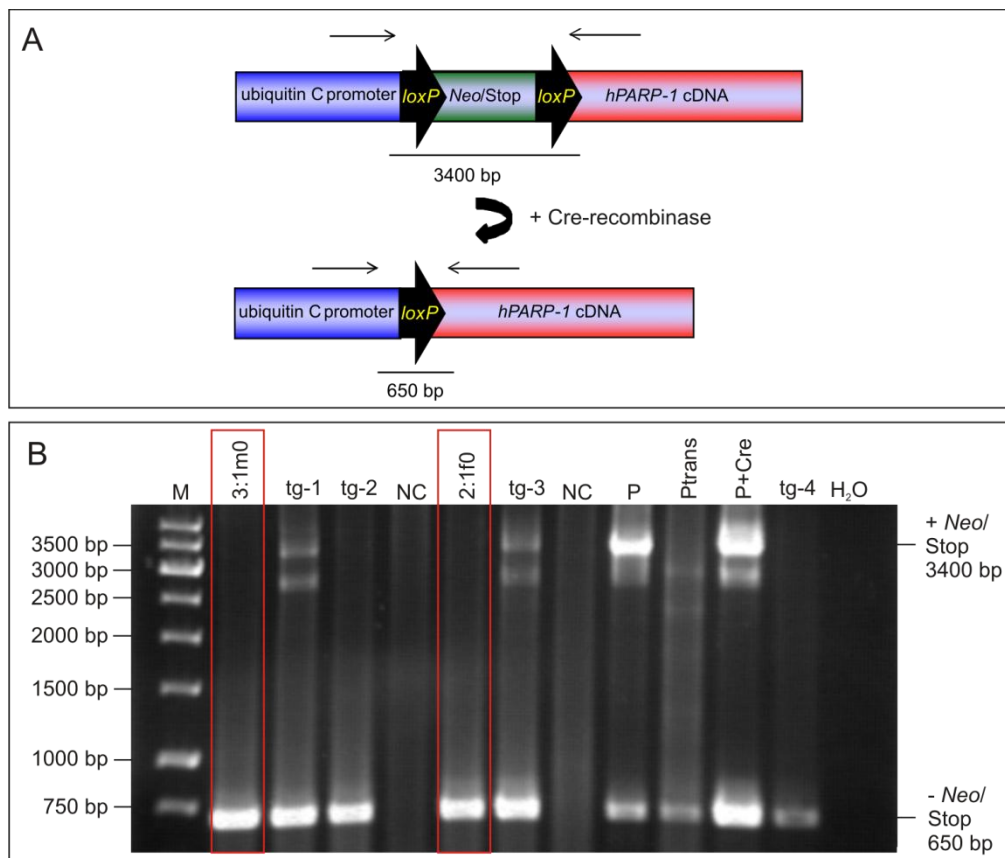 A
ubiquitin C promoter
loxP
Neo/Stop
loxP
hPARP-1 cDNA
3400 bp
+ Cre-recombinase
ubiquitin C promoter
loxP
hPARP-1 cDNA
650 bp
B
M
3:1m0
tg-1
tg-2
NC
2:1f0
tg-3
NC
P
Ptrans
P+Cre
tg-4
H₂O
3500 bp
3000 bp
2500 bp
2000 bp
1500 bp
1000 bp
750 bp
+ Neo/
Stop
3400 bp
- Neo/
Stop
650 bp